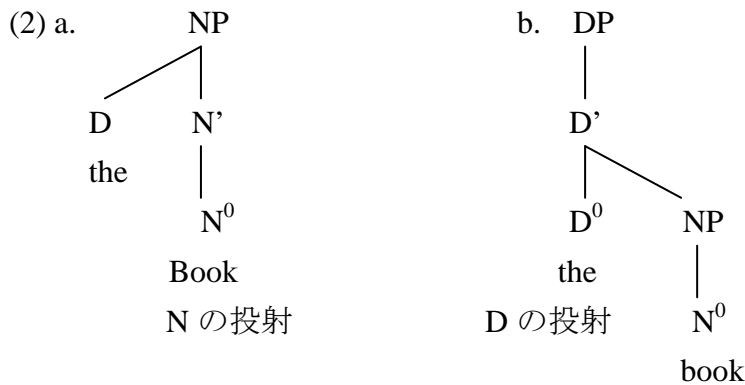 (2) a. NP b. DP
D N’ D’
the
N⁰ D⁰ NP
Book the
N の投射 D の投射 N⁰
book